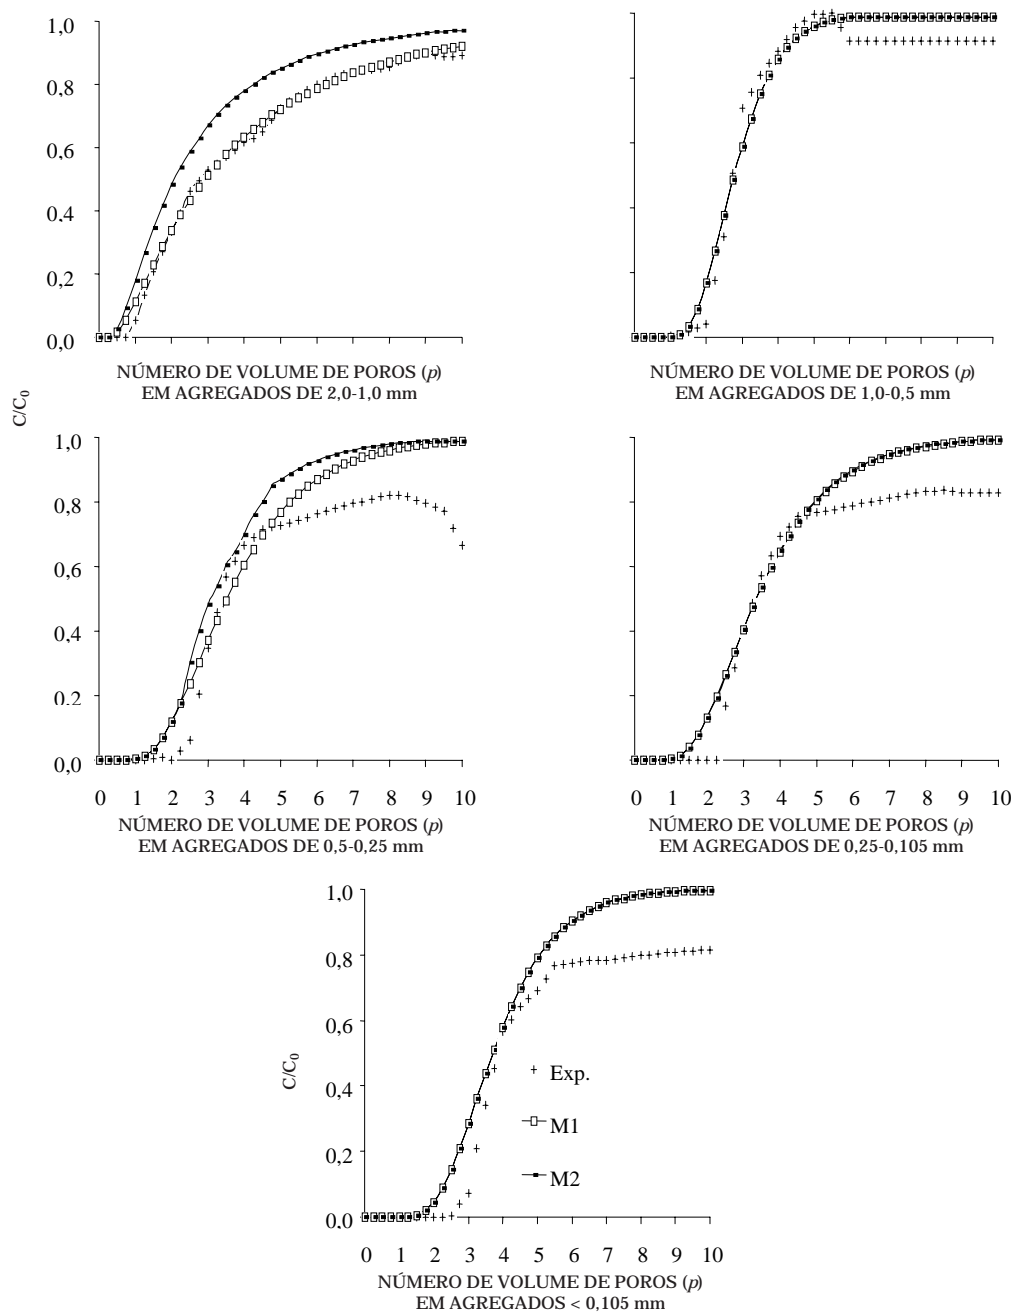 1,0
0,8
0,6
0,4
0,2
0,0
NÚMERO DE VOLUME DE POROS (p)
EM AGREGADOS DE 2,0-1,0 mm
NÚMERO DE VOLUME DE POROS (p)
EM AGREGADOS DE 1,0-0,5 mm
C/C0
1,0
0,8
0,6
0,4
0,2
0,0
0 1 2 3 4 5 6 7 8 9 10
NÚMERO DE VOLUME DE POROS (p)
EM AGREGADOS DE 0,5-0,25 mm
0 1 2 3 4 5 6 7 8 9 10
NÚMERO DE VOLUME DE POROS (p)
EM AGREGADOS DE 0,25-0,105 mm
C/C0
1,0
0,8
0,6
0,4
0,2
0,0
Exp.
M1
M2
0 1 2 3 4 5 6 7 8 9 10
NÚMERO DE VOLUME DE POROS (p)
EM AGREGADOS < 0,105 mm